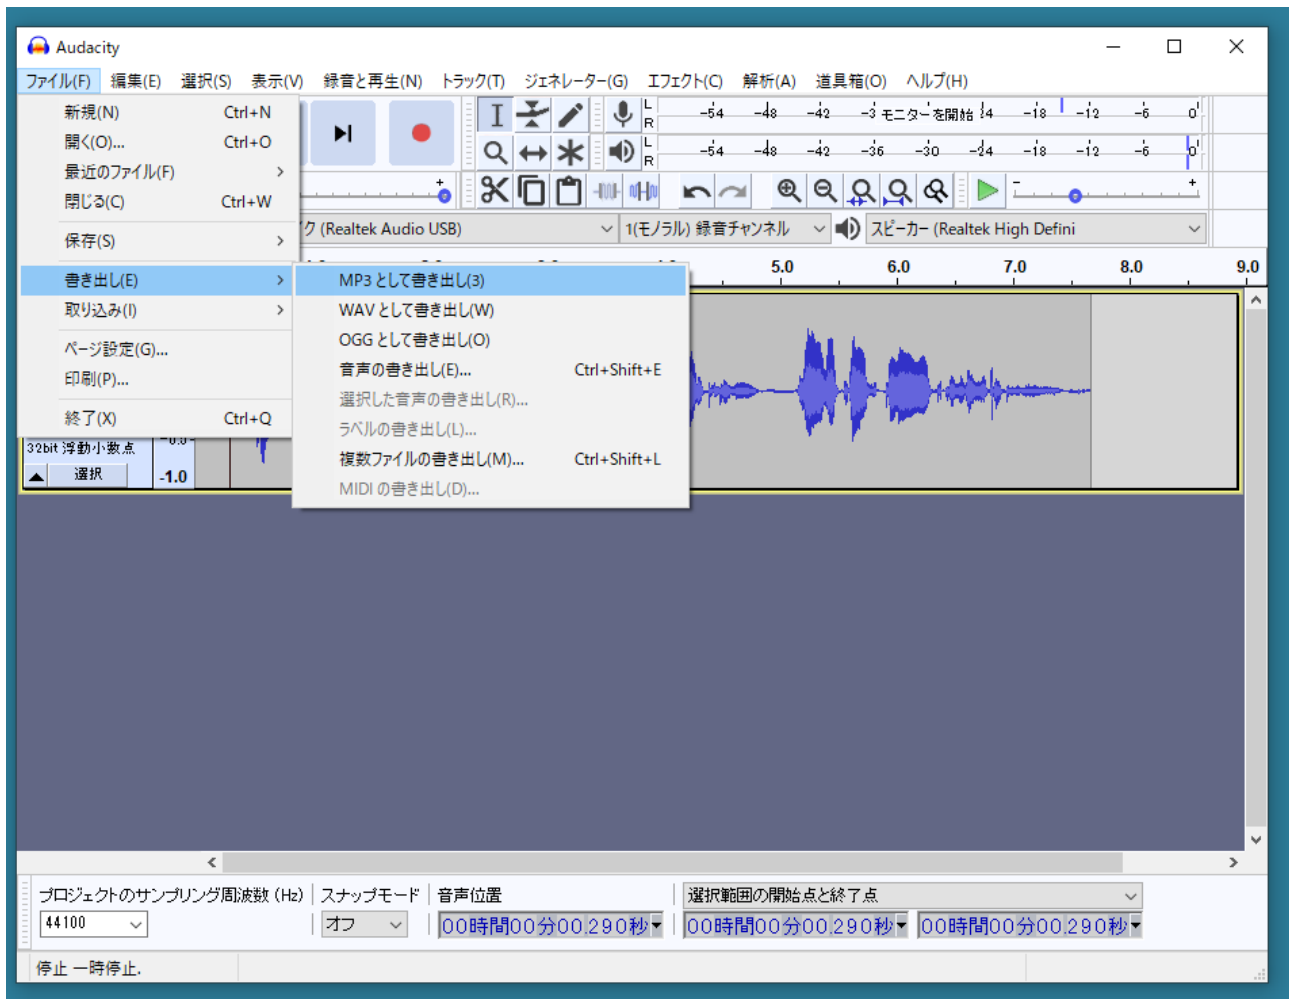 Audacity
ファイル(F) 編集(E) 選択(S) 表示(V) 録音と再生(N) トラック(T) ジェネレーター(G) エフェクト(C) 解析(A) 道具箱(O) ヘルプ(H)
新規(N) Ctrl+N
開く(O)... Ctrl+O
最近のファイル(F)
閉じる(C) Ctrl+W
保存(S)
書き出し(E)
取り込み(I)
ページ設定(G)...
印刷(P)...
終了(X) Ctrl+Q
L
R
-54 -48 -42 -3 モニターを開始 4 -18 -12 -6 0
L
R
-54 -48 -42 -36 -30 -24 -18 -12 -6 0
(Realtek Audio USB) 1(モノラル) 録音チャンネル スピーカー (Realtek High Defini
5.0 6.0 7.0 8.0 9.0
MP3 として書き出し(3)
WAV として書き出し(W)
OGG として書き出し(O)
音声の書き出し(E)... Ctrl+Shift+E
選択した音声の書き出し(R)...
ラベルの書き出し(L)...
複数ファイルの書き出し(M)... Ctrl+Shift+L
MIDI の書き出し(D)...
32bit 浮動小数点
選択 -1.0
プロジェクトのサンプリング周波数 (Hz) スナップモード 音声位置 選択範囲の開始点と終了点
44100 オフ 00時間00分00.290秒 00時間00分00.290秒 00時間00分00.290秒
停止 一時停止.